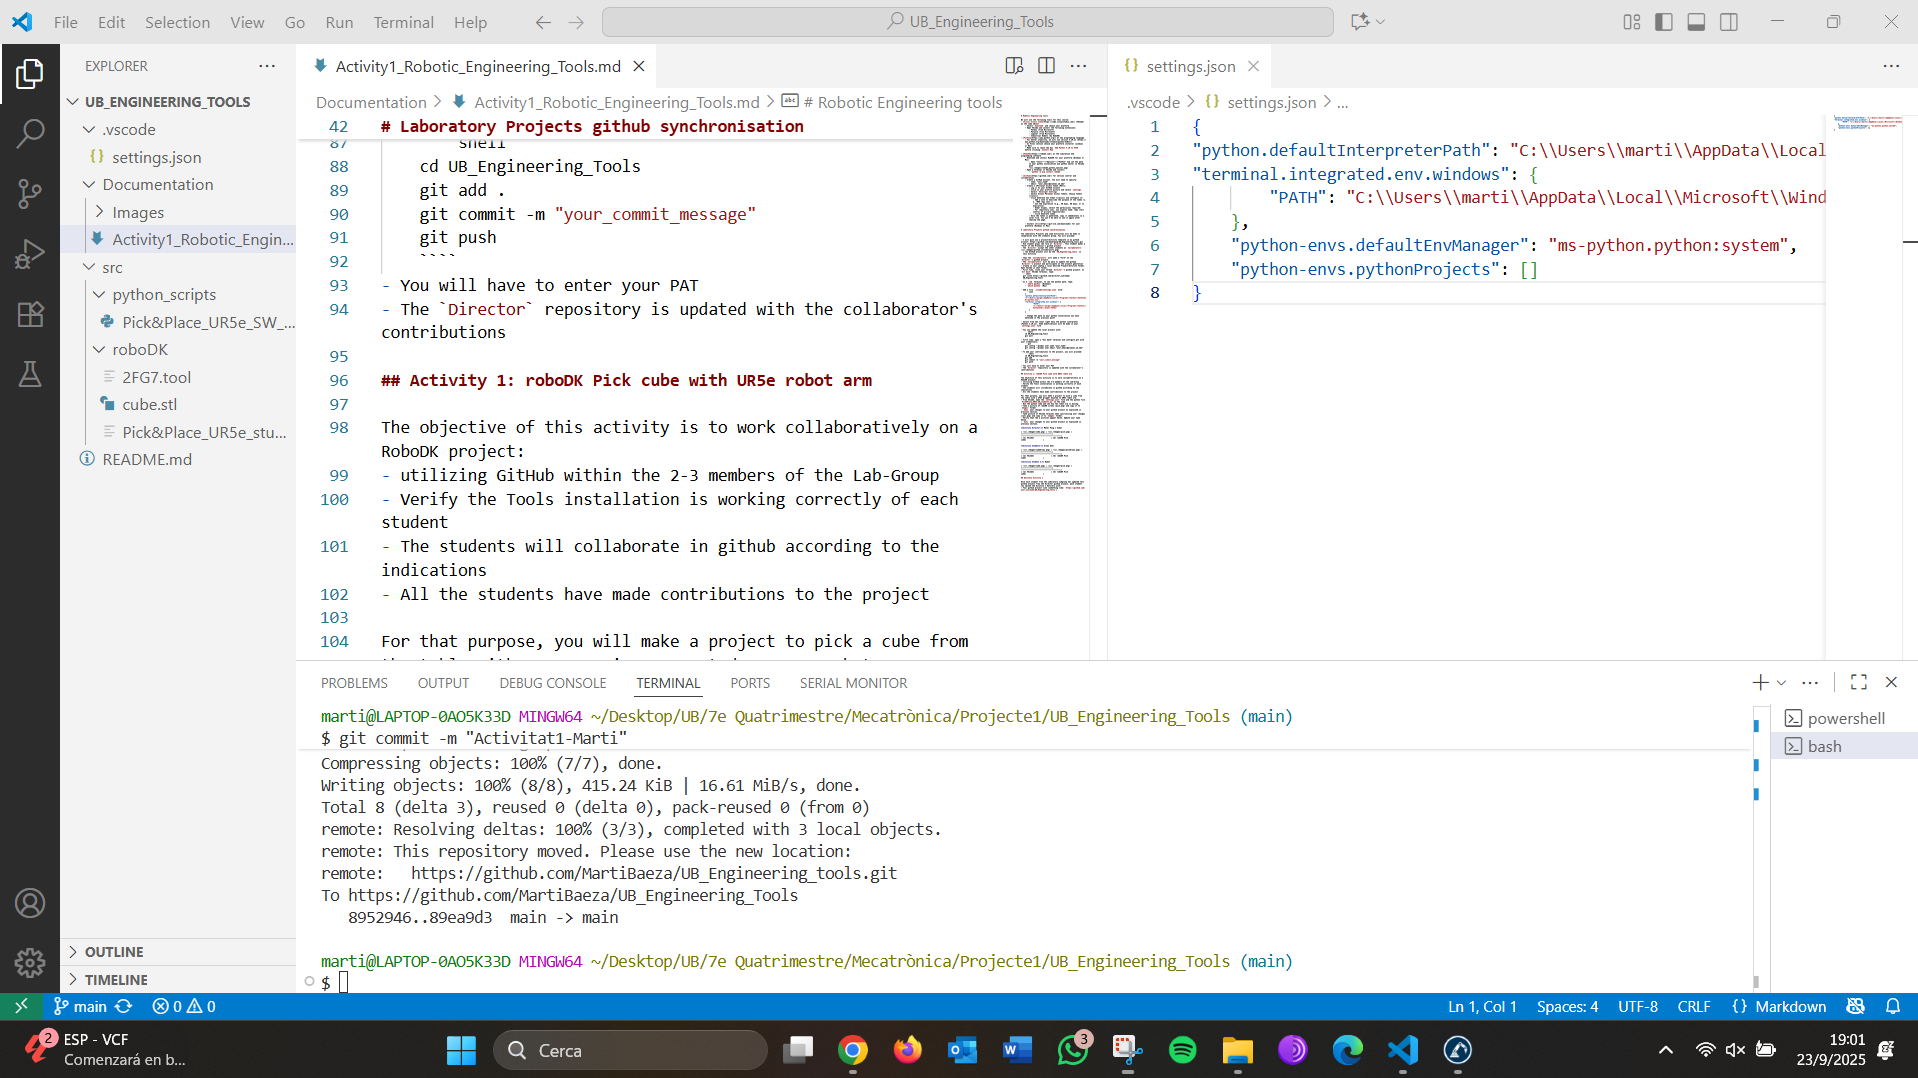 File Edit Selection View Go Run Terminal Help
UB_Engineering_Tools
EXPLORER
UB_ENGINEERING_TOOLS
.vscode
settings.json
Documentation
Images
Activity1_Robotic_Engin...
src
python_scripts
Pick&Place_UR5e_SW_...
roboDK
2FG7.tool
cube.stl
Pick&Place_UR5e_stu...
README.md
OUTLINE
TIMELINE
Activity1_Robotic_Engineering_Tools.md
Documentation > Activity1_Robotic_Engineering_Tools.md > # Robotic Engineering tools
42 # Laboratory Projects github synchronisation
87 shell
88 cd UB_Engineering_Tools
89 git add .
90 git commit -m "your_commit_message"
91 git push
92 ````
93 - You will have to enter your PAT
94 - The `Director` repository is updated with the collaborator's
contributions
95
96 ## Activity 1: roboDK Pick cube with UR5e robot arm
97
98 The objective of this activity is to work collaboratively on a
RoboDK project:
99 - utilizing GitHub within the 2-3 members of the Lab-Group
100 - Verify the Tools installation is working correctly of each
student
101 - The students will collaborate in github according to the
indications
102 - All the students have made contributions to the project
103
104 For that purpose, you will make a project to pick a cube from
settings.json
.vscode > {} settings.json > ...
1 {
2 "python.defaultInterpreterPath": "C:\\Users\\marti\\AppData\\Local
3 "terminal.integrated.env.windows": {
4 "PATH": "C:\\Users\\marti\\AppData\\Local\\Microsoft\\Wind
5 },
6 "python-envs.defaultEnvManager": "ms-python.python:system",
7 "python-envs.pythonProjects": []
8 }
PROBLEMS OUTPUT DEBUG CONSOLE TERMINAL PORTS SERIAL MONITOR
marti@LAPTOP-0AO5K33D MINGW64 ~/Desktop/UB/7e Quatrimestre/Mecatrònica/Projecte1/UB_Engineering_Tools (main)
$ git commit -m "Activitat1-Marti"
Compressing objects: 100% (7/7), done.
Writing objects: 100% (8/8), 415.24 KiB | 16.61 MiB/s, done.
Total 8 (delta 3), reused 0 (delta 0), pack-reused 0 (from 0)
remote: Resolving deltas: 100% (3/3), completed with 3 local objects.
remote: This repository moved. Please use the new location:
remote:   https://github.com/MartiBaeza/UB_Engineering_tools.git
To https://github.com/MartiBaeza/UB_Engineering_Tools
8952946..89ea9d3  main -> main
marti@LAPTOP-0AO5K33D MINGW64 ~/Desktop/UB/7e Quatrimestre/Mecatrònica/Projecte1/UB_Engineering_Tools (main)
$
powershell
bash
main 0 0 Ln 1, Col 1 Spaces: 4 UTF-8 CRLF {} Markdown
2 ESP - VCF
Comenzará en b...
Cerca
3
19:01
23/9/2025